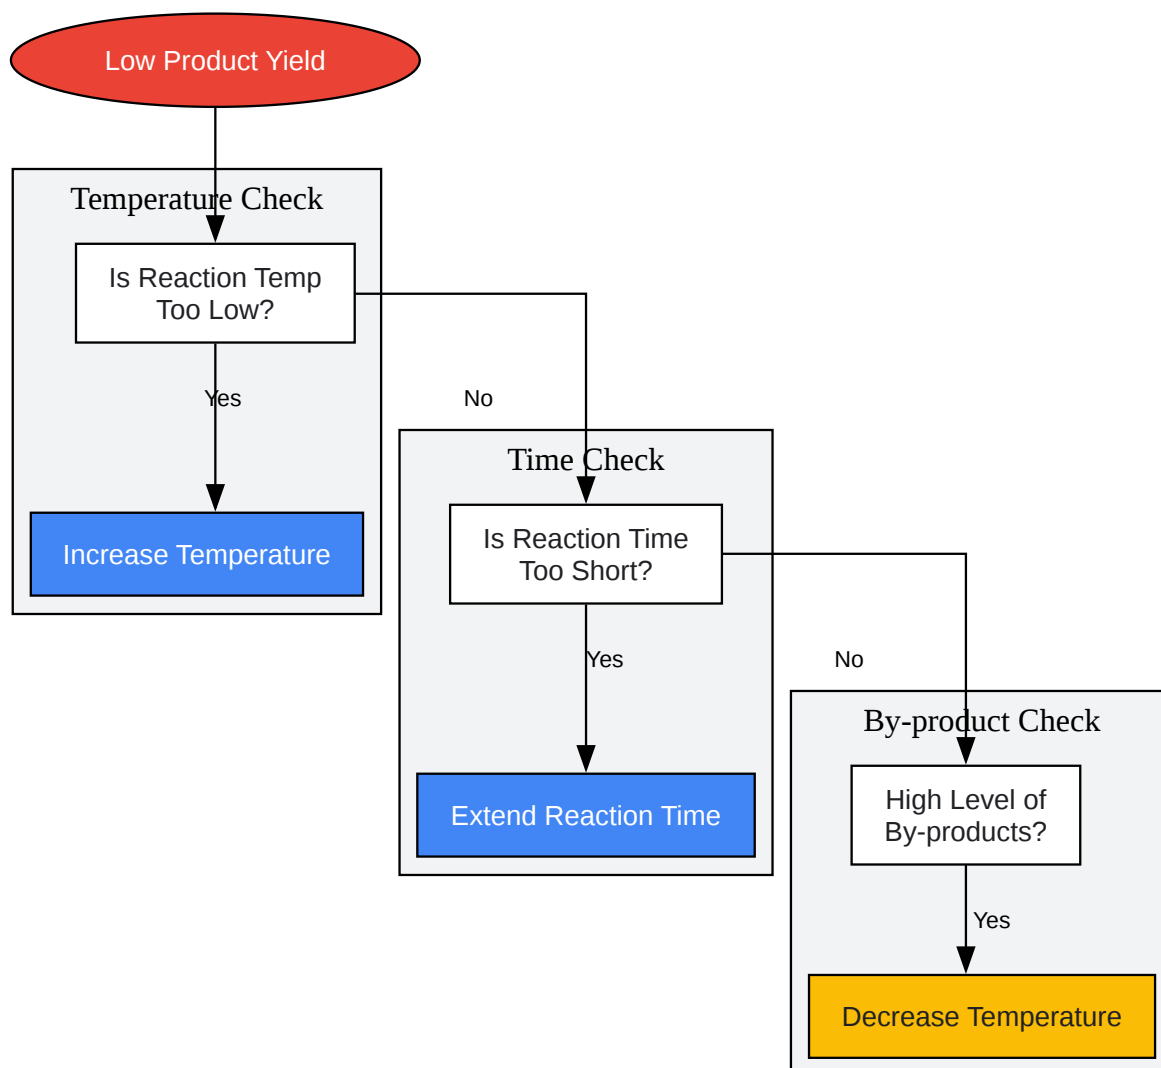 Low Product Yield
Temperature Check
Is Reaction Temp
Too Low?
Yes
No
Increase Temperature
Time Check
Is Reaction Time
Too Short?
Yes
No
Extend Reaction Time
By-product Check
High Level of
By-products?
Yes
Decrease Temperature